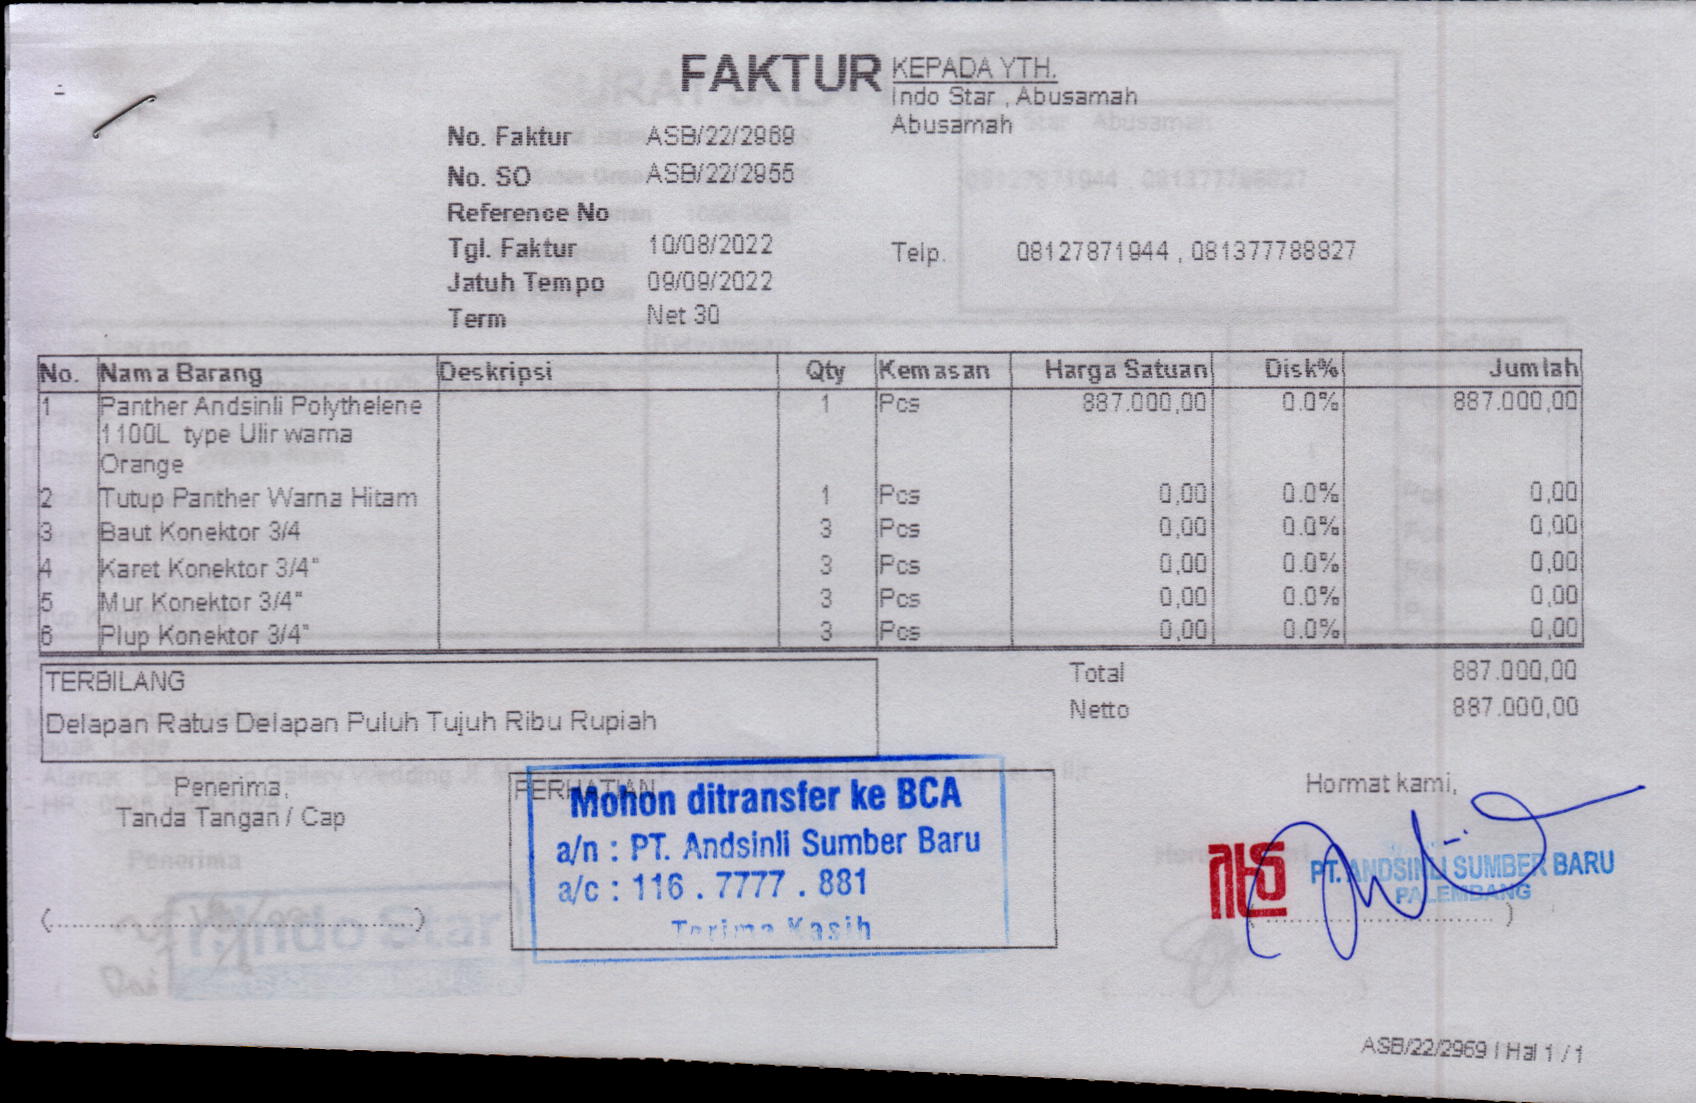 FAKTUR
KEPADA YTH.
Indo Star , Abusamah
Abusamah
No. Faktur ASB/22/2969
No. SO ASB/22/2955
Reference No
Tgl. Faktur 10/08/2022
Telp. 08127871944 , 081377788827
Jatuh Tempo 09/09/2022
Term Net 30
No. Nama Barang Deskripsi Qty Kemasan Harga Satuan Disk% Jumlah
1 Panther Andsinli Polythelene 1 Pcs 887.000,00 0.0% 887.000,00
1100L type Ulir warna
Orange
2 Tutup Panther Warna Hitam 1 Pcs 0,00 0.0% 0,00
3 Baut Konektor 3/4 3 Pcs 0,00 0.0% 0,00
4 Karet Konektor 3/4" 3 Pcs 0,00 0.0% 0,00
5 Mur Konektor 3/4" 3 Pcs 0,00 0.0% 0,00
6 Plup Konektor 3/4" 3 Pcs 0,00 0.0% 0,00
TERBILANG
Delapan Ratus Delapan Puluh Tujuh Ribu Rupiah
Total 887.000,00
Netto 887.000,00
Penerima,
Tanda Tangan / Cap
(........................................)
PERHATIAN
Mohon ditransfer ke BCA
a/n : PT. Andsinli Sumber Baru
a/c : 116 . 7777 . 881
Terima Kasih
Hormat kami,
PT. ANDSINLI SUMBER BARU
PALEMBANG
(........................................)
ASB/22/2969 / Hal 1 / 1